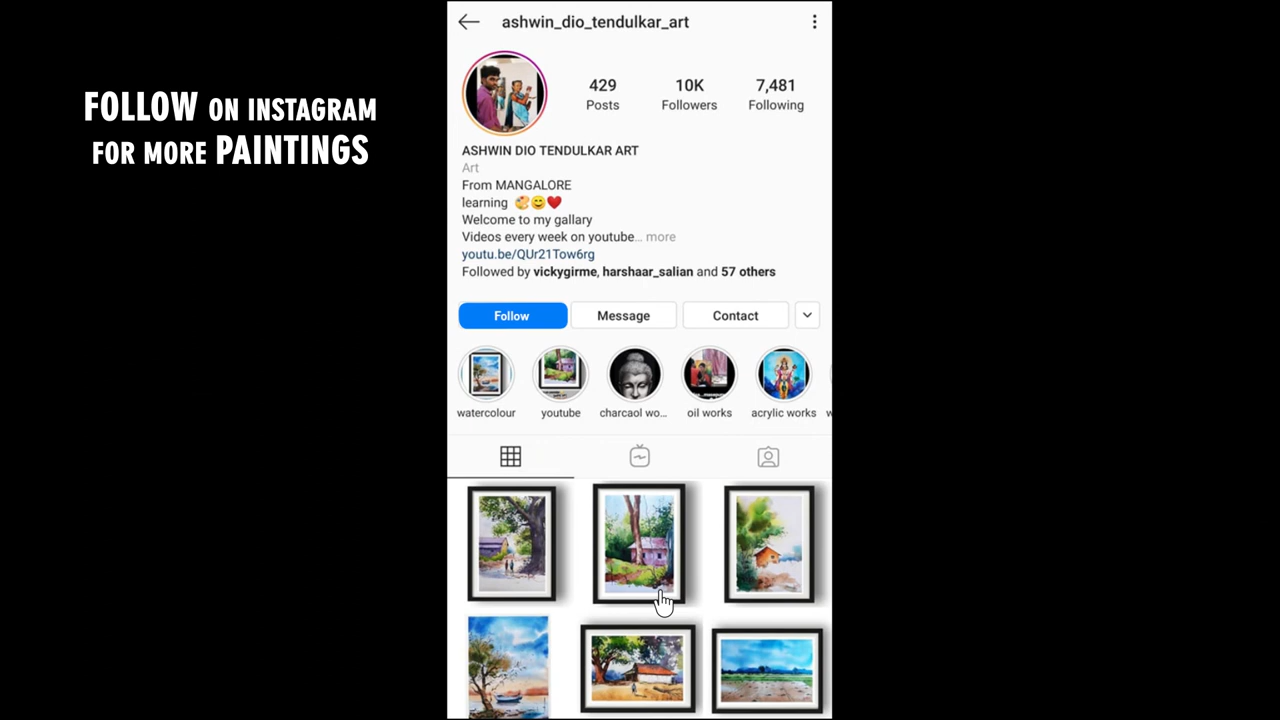 FOLLOW ON INSTAGRAM
FOR MORE PAINTINGS
ashwin_dio_tendulkar_art
429 10K 7,481
Posts Followers Following
ASHWIN DIO TENDULKAR ART
Art
From MANGALORE
learning 🎨😊❤️
Welcome to my gallary
Videos every week on youtube... more
youtu.be/QUr21Tow6rg
Followed by vickygirme, harshaar_salian and 57 others
Follow Message Contact
watercolour youtube charcaol wo... oil works acrylic works w